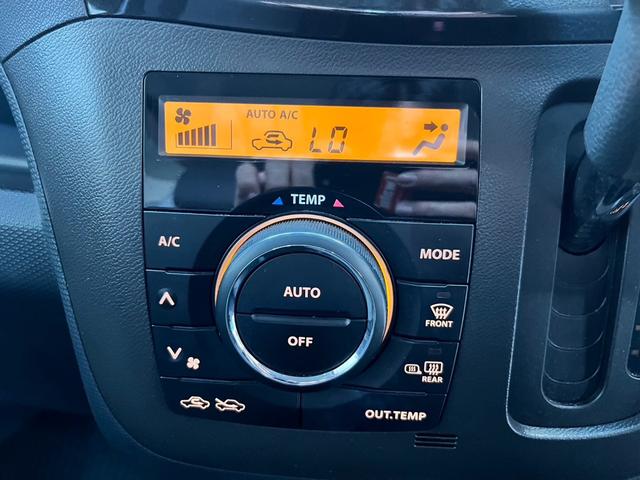 AUTO A/C
LO
TEMP
A/C
MODE
AUTO
OFF
FRONT
REAR
OUT.TEMP